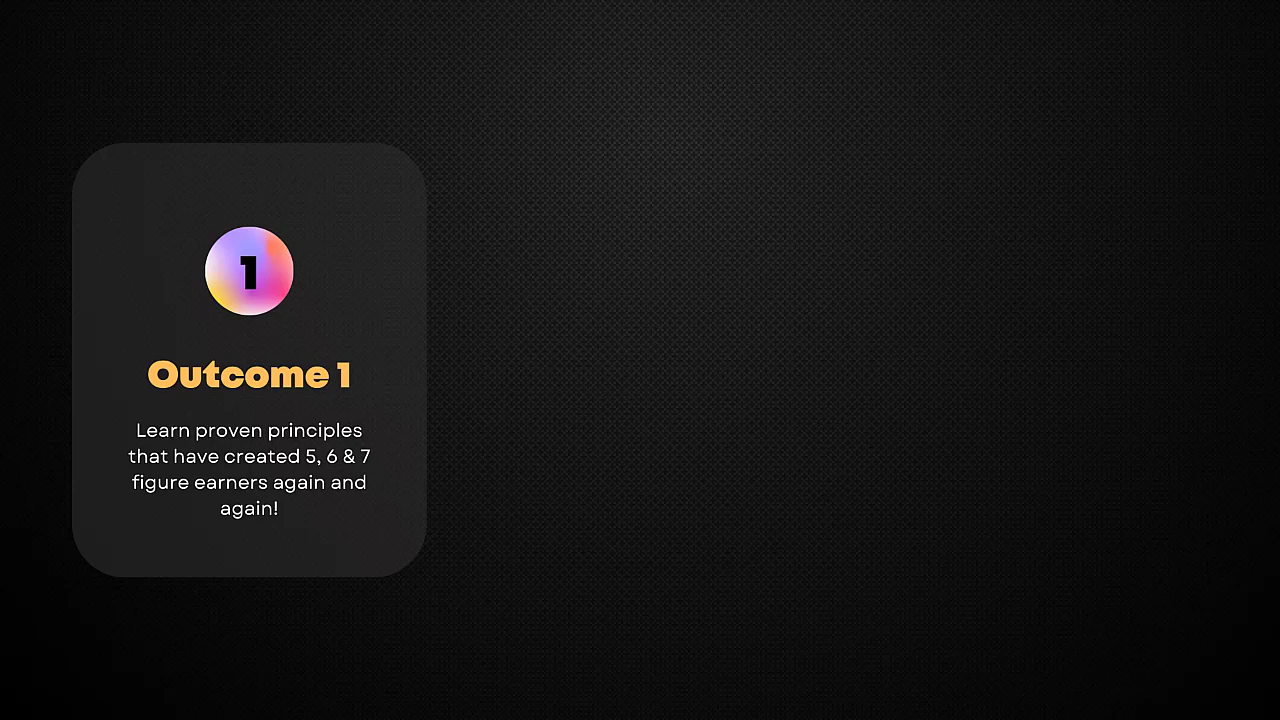 1
Outcome 1
Learn proven principles
that have created 5, 6 & 7
figure earners again and
again!